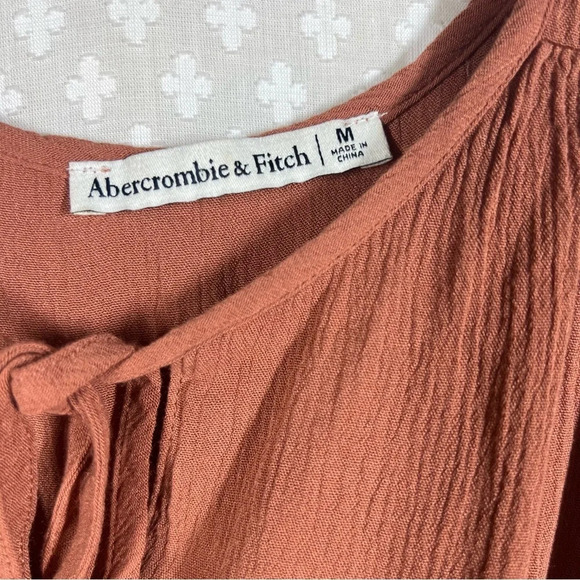 Abercrombie & Fitch | M
MADE IN
CHINA